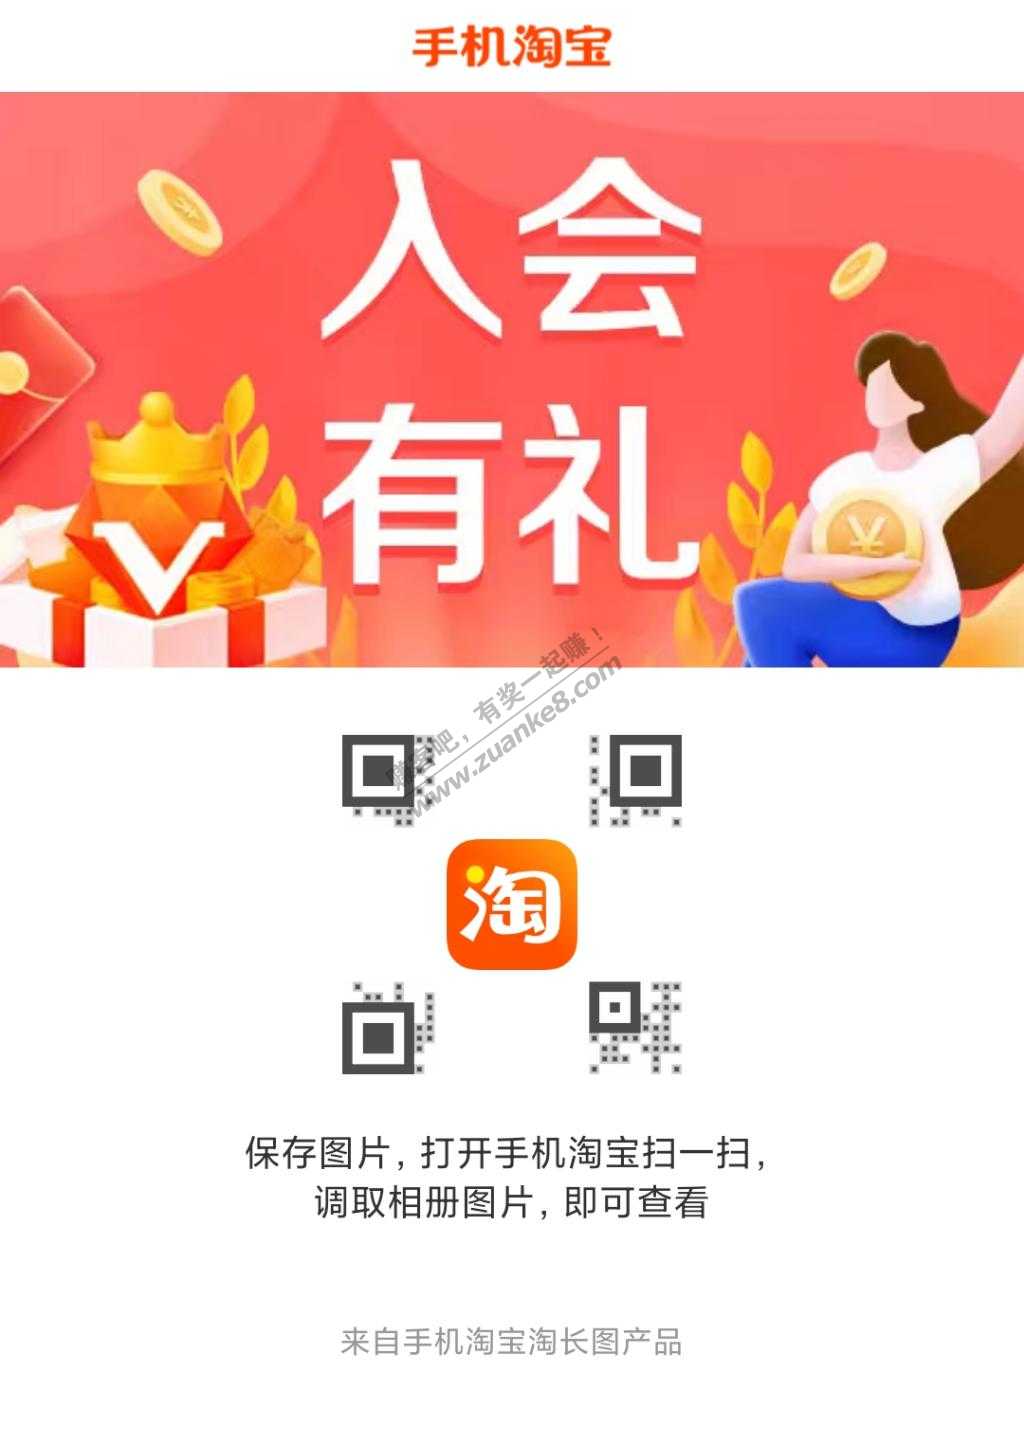 手机淘宝
入会
有礼
V
¥
赚客吧，有奖一起赚！
www.zuanke8.com
淘
保存图片，打开手机淘宝扫一扫，
调取相册图片，即可查看
来自手机淘宝淘长图产品